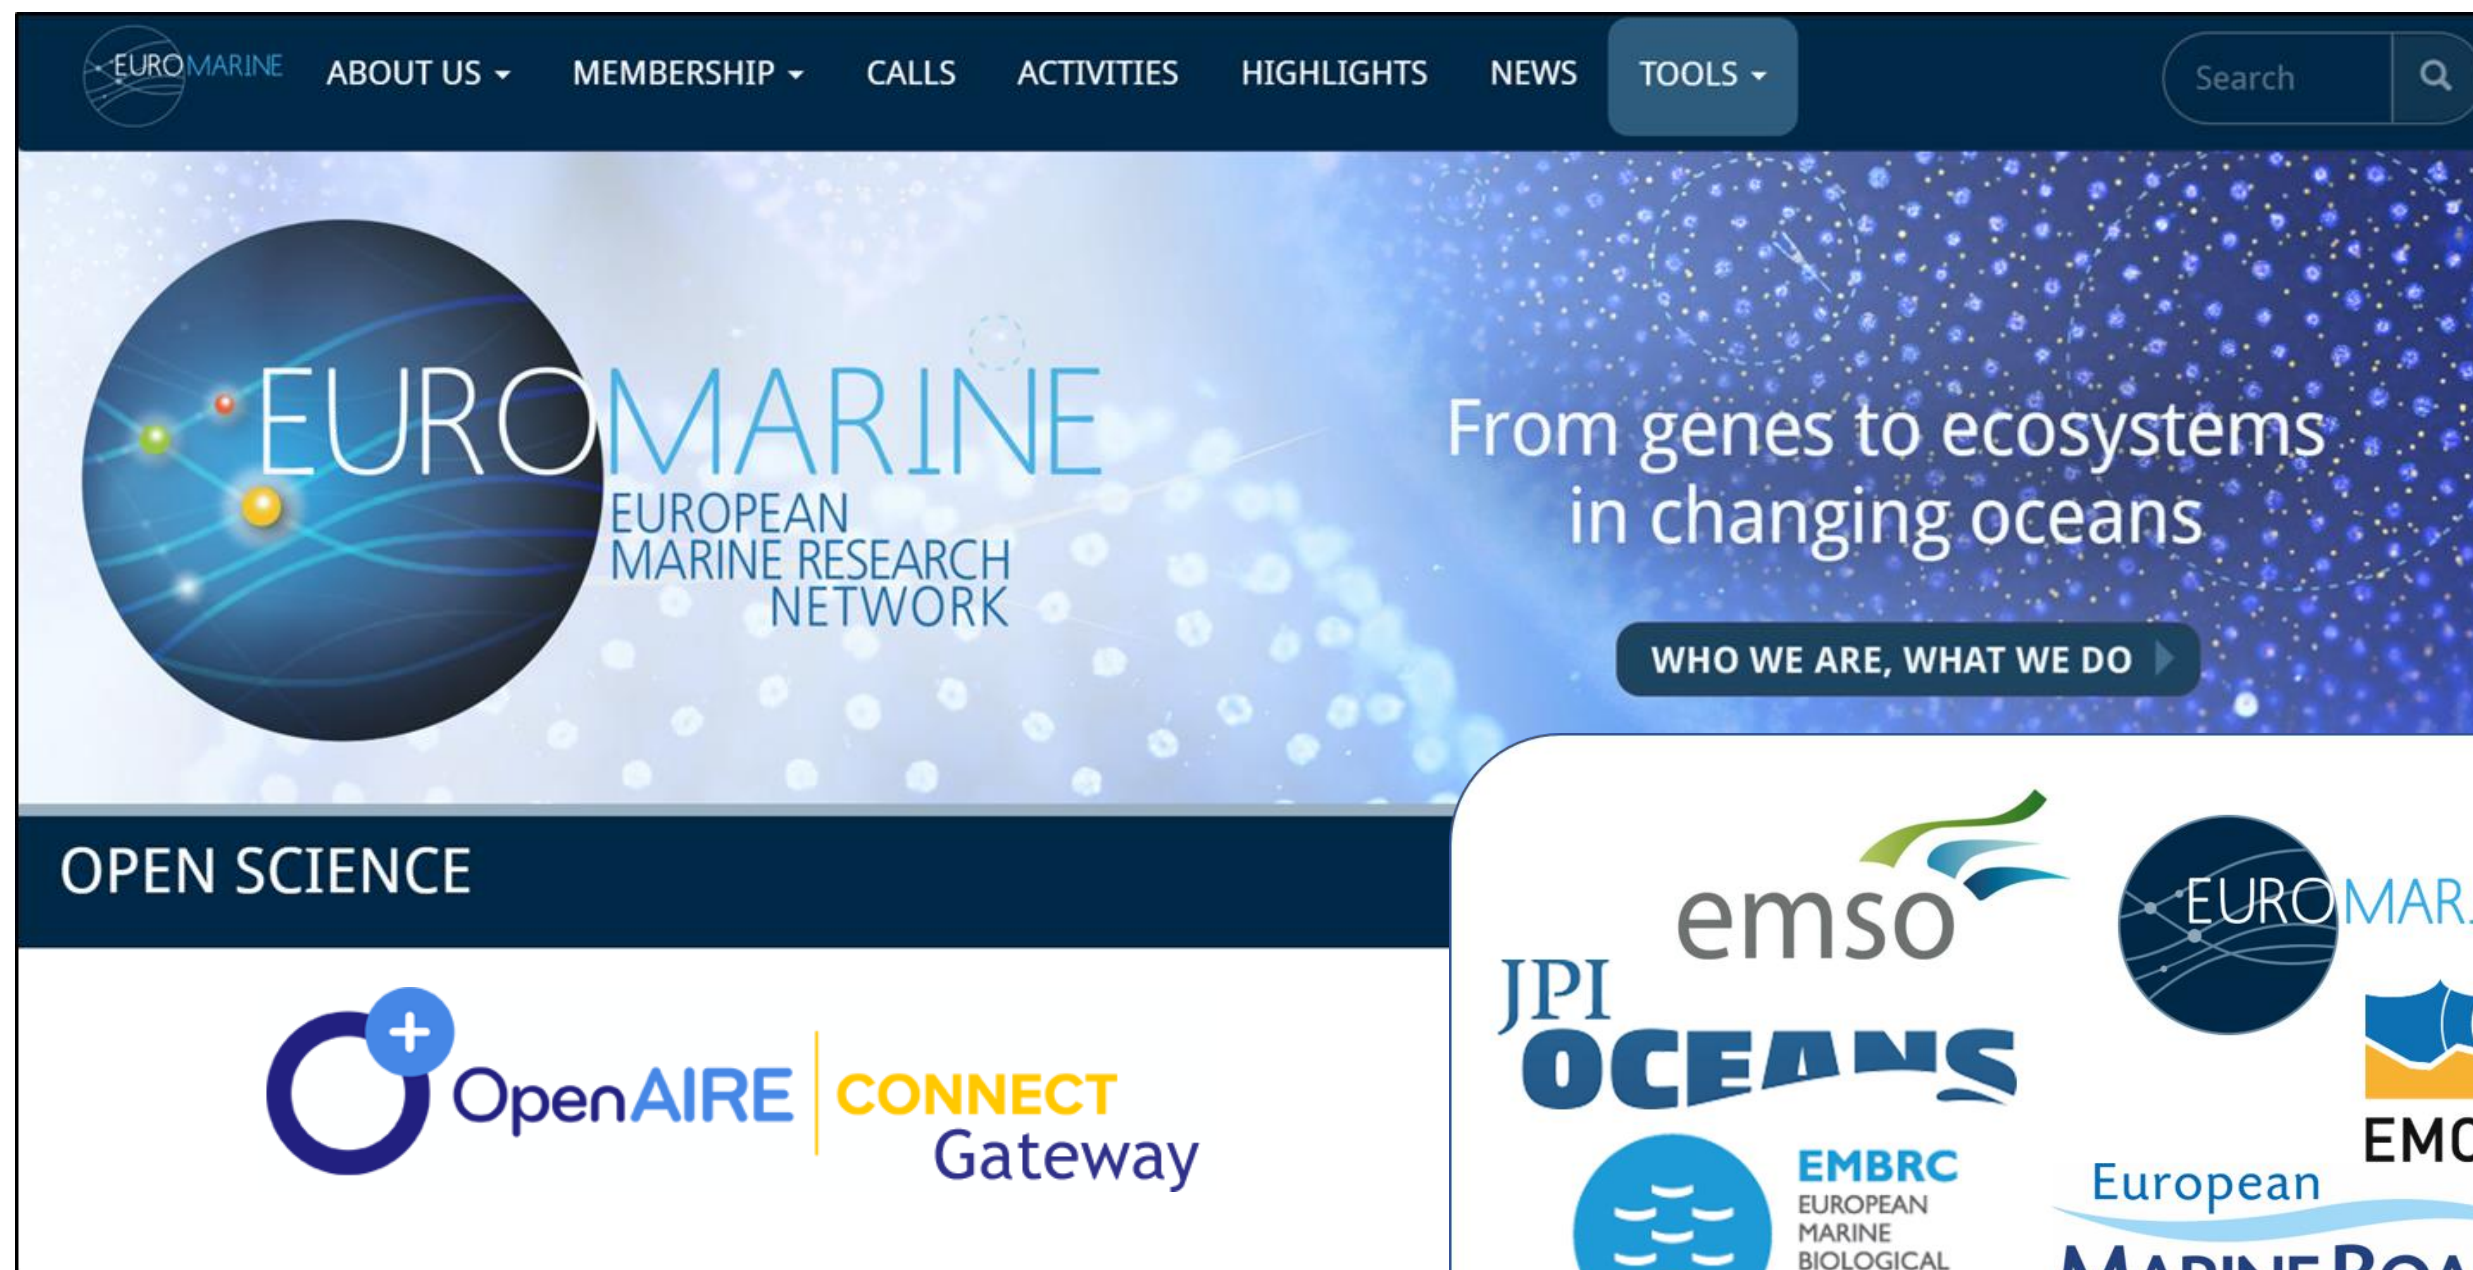 EUROMARINE
ABOUT US
MEMBERSHIP
CALLS
ACTIVITIES
HIGHLIGHTS
NEWS
TOOLS
Search
EUROMARINE
EUROPEAN
MARINE RESEARCH
NETWORK
From genes to ecosystems
in changing oceans
WHO WE ARE, WHAT WE DO
OPEN SCIENCE
OpenAIRE
CONNECT
Gateway
emso
EUROMAR
JPI
OCEANS
EMBRC
EUROPEAN
MARINE
BIOLOGICAL
European
MARINE